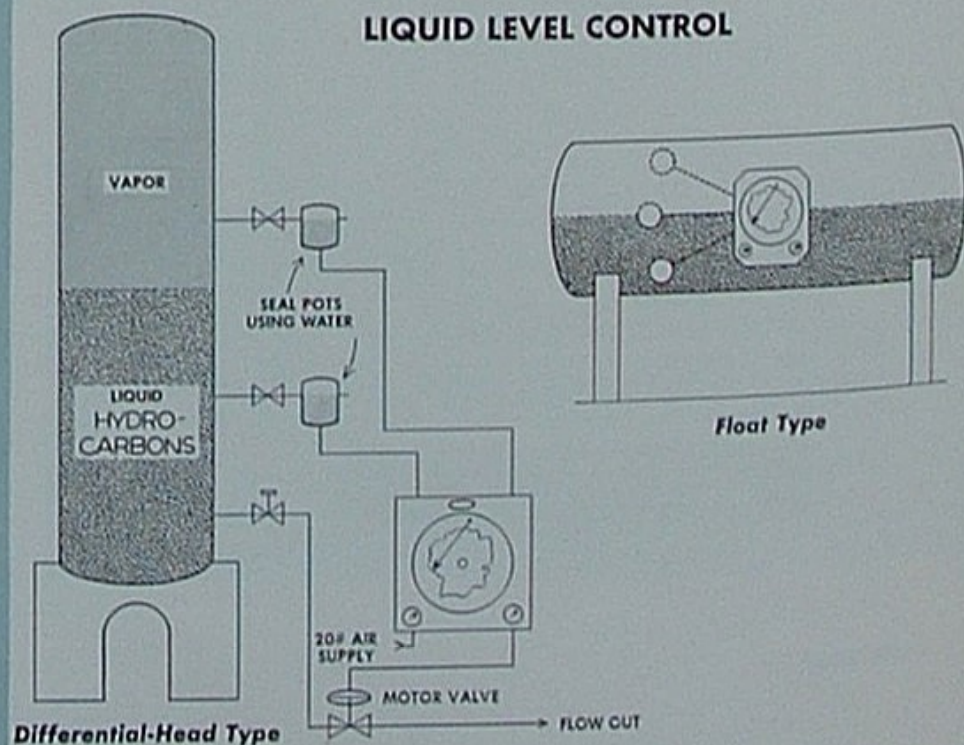 LIQUID LEVEL CONTROL
VAPOR
SEAL POTS
USING WATER
LIQUID
HYDRO-
CARBONS
Float Type
20# AIR
SUPPLY
MOTOR VALVE
FLOW OUT
Differential-Head Type